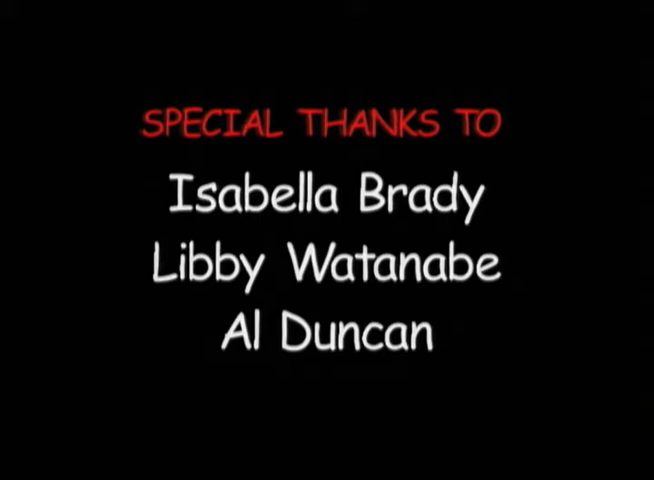 SPECIAL THANKS TO
Isabella Brady
Libby Watanabe
Al Duncan